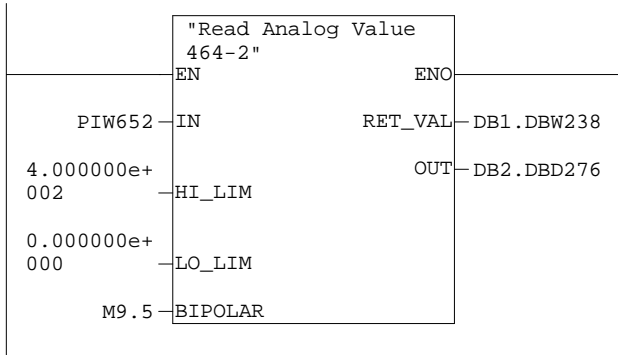 "Read Analog Value
464-2"
EN ENO
PIW652 IN RET_VAL DB1.DBW238
4.000000e+ OUT DB2.DBD276
002 HI_LIM
0.000000e+
000 LO_LIM
M9.5 BIPOLAR